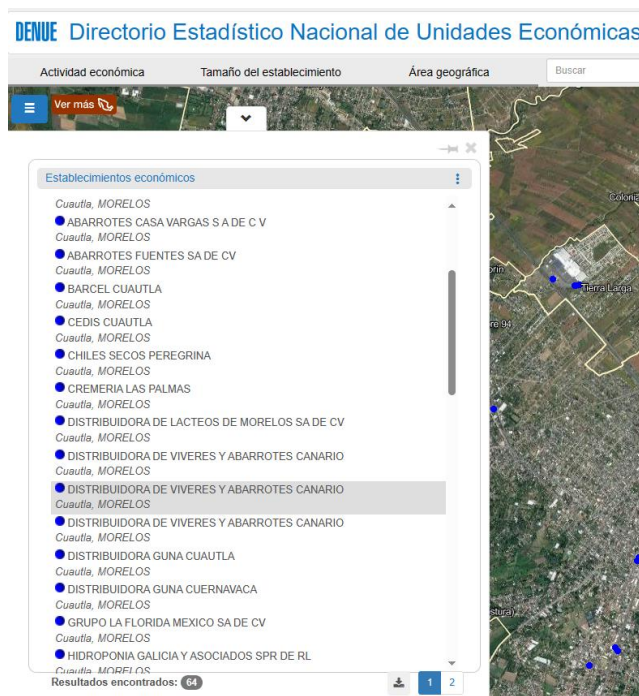 DENUE Directorio Estadístico Nacional de Unidades Económicas
Actividad económica Tamaño del establecimiento Área geográfica Buscar
Ver más
Establecimientos económicos
Cuautla, MORELOS
ABARROTES CASA VARGAS S A DE C V
Cuautla, MORELOS
ABARROTES FUENTES SA DE CV
Cuautla, MORELOS
BARCEL CUAUTLA
Cuautla, MORELOS
CEDIS CUAUTLA
Cuautla, MORELOS
CHILES SECOS PEREGRINA
Cuautla, MORELOS
CREMERIA LAS PALMAS
Cuautla, MORELOS
DISTRIBUIDORA DE LACTEOS DE MORELOS SA DE CV
Cuautla, MORELOS
DISTRIBUIDORA DE VIVERES Y ABARROTES CANARIO
Cuautla, MORELOS
DISTRIBUIDORA DE VIVERES Y ABARROTES CANARIO
Cuautla, MORELOS
DISTRIBUIDORA DE VIVERES Y ABARROTES CANARIO
Cuautla, MORELOS
DISTRIBUIDORA GUNA CUAUTLA
Cuautla, MORELOS
DISTRIBUIDORA GUNA CUERNAVACA
Cuautla, MORELOS
GRUPO LA FLORIDA MEXICO SA DE CV
Cuautla, MORELOS
HIDROPONIA GALICIA Y ASOCIADOS SPR DE RL
Cuautla, MORELOS
Resultados encontrados: 64
1 2
Colonia
Tierra Larga